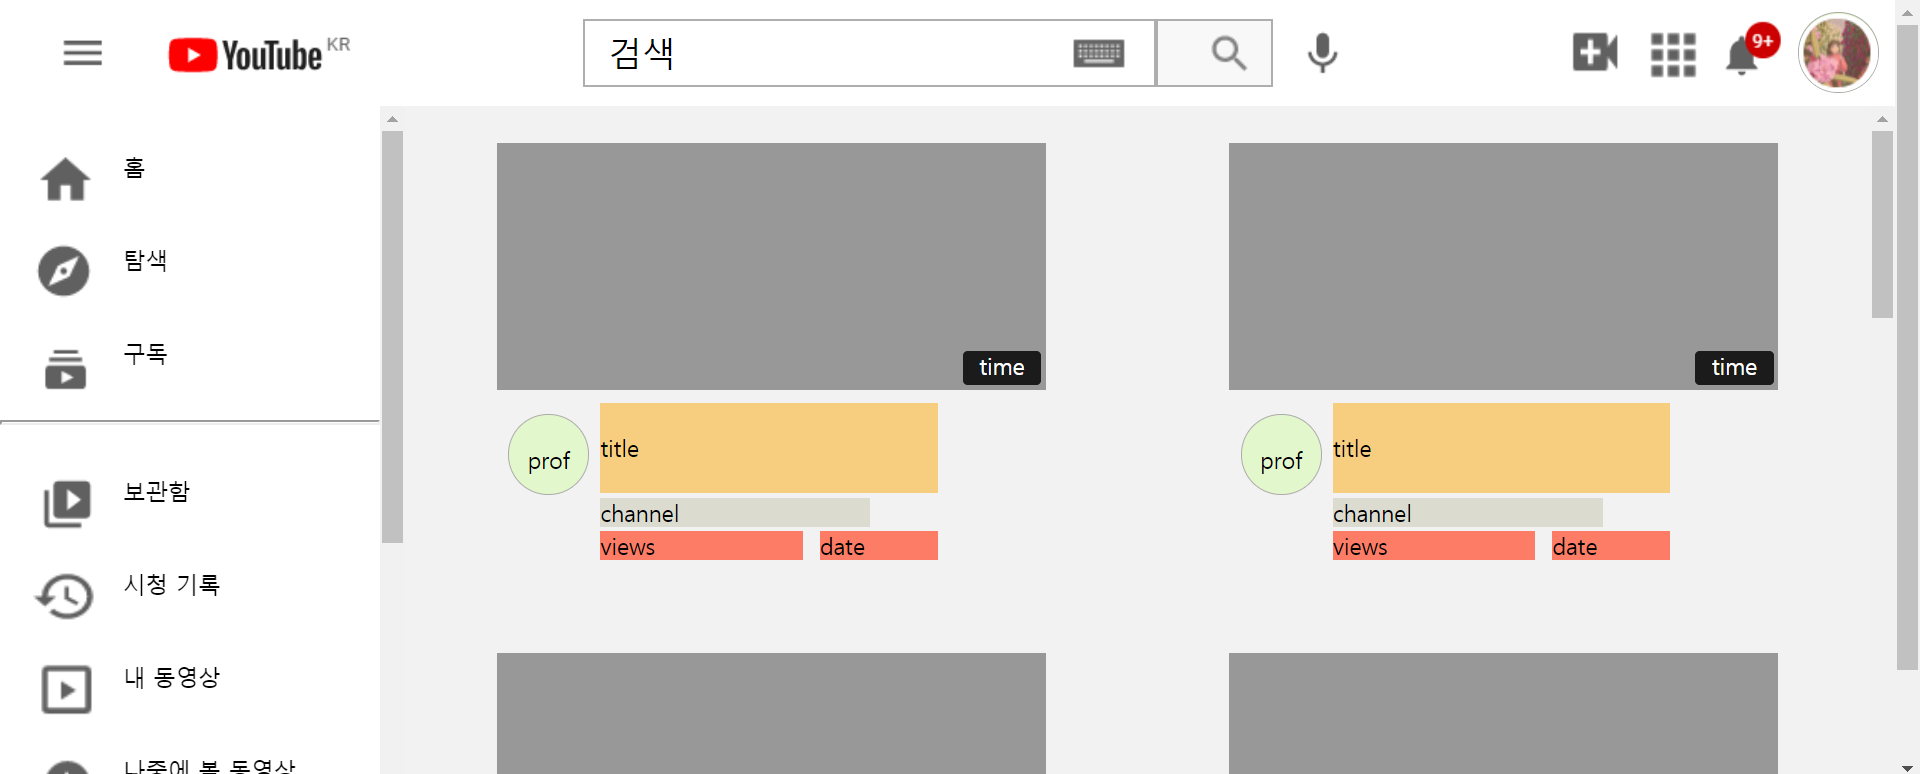 YouTube KR
검색
9+
홈
탐색
구독
보관함
시청 기록
내 동영상
나중에 볼 동영상
time
time
prof
title
channel
views
date
prof
title
channel
views
date